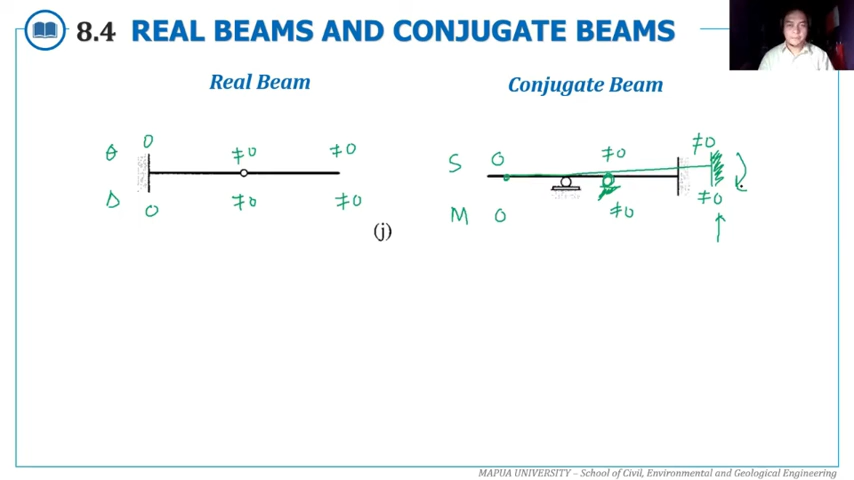 8.4 REAL BEAMS AND CONJUGATE BEAMS
Real Beam
Conjugate Beam
θ 0 ≠0 ≠0
Δ 0 ≠0 ≠0
S 0 ≠0 ≠0
M 0 ≠0 ≠0
(j)
MAPUA UNIVERSITY – School of Civil, Environmental and Geological Engineering